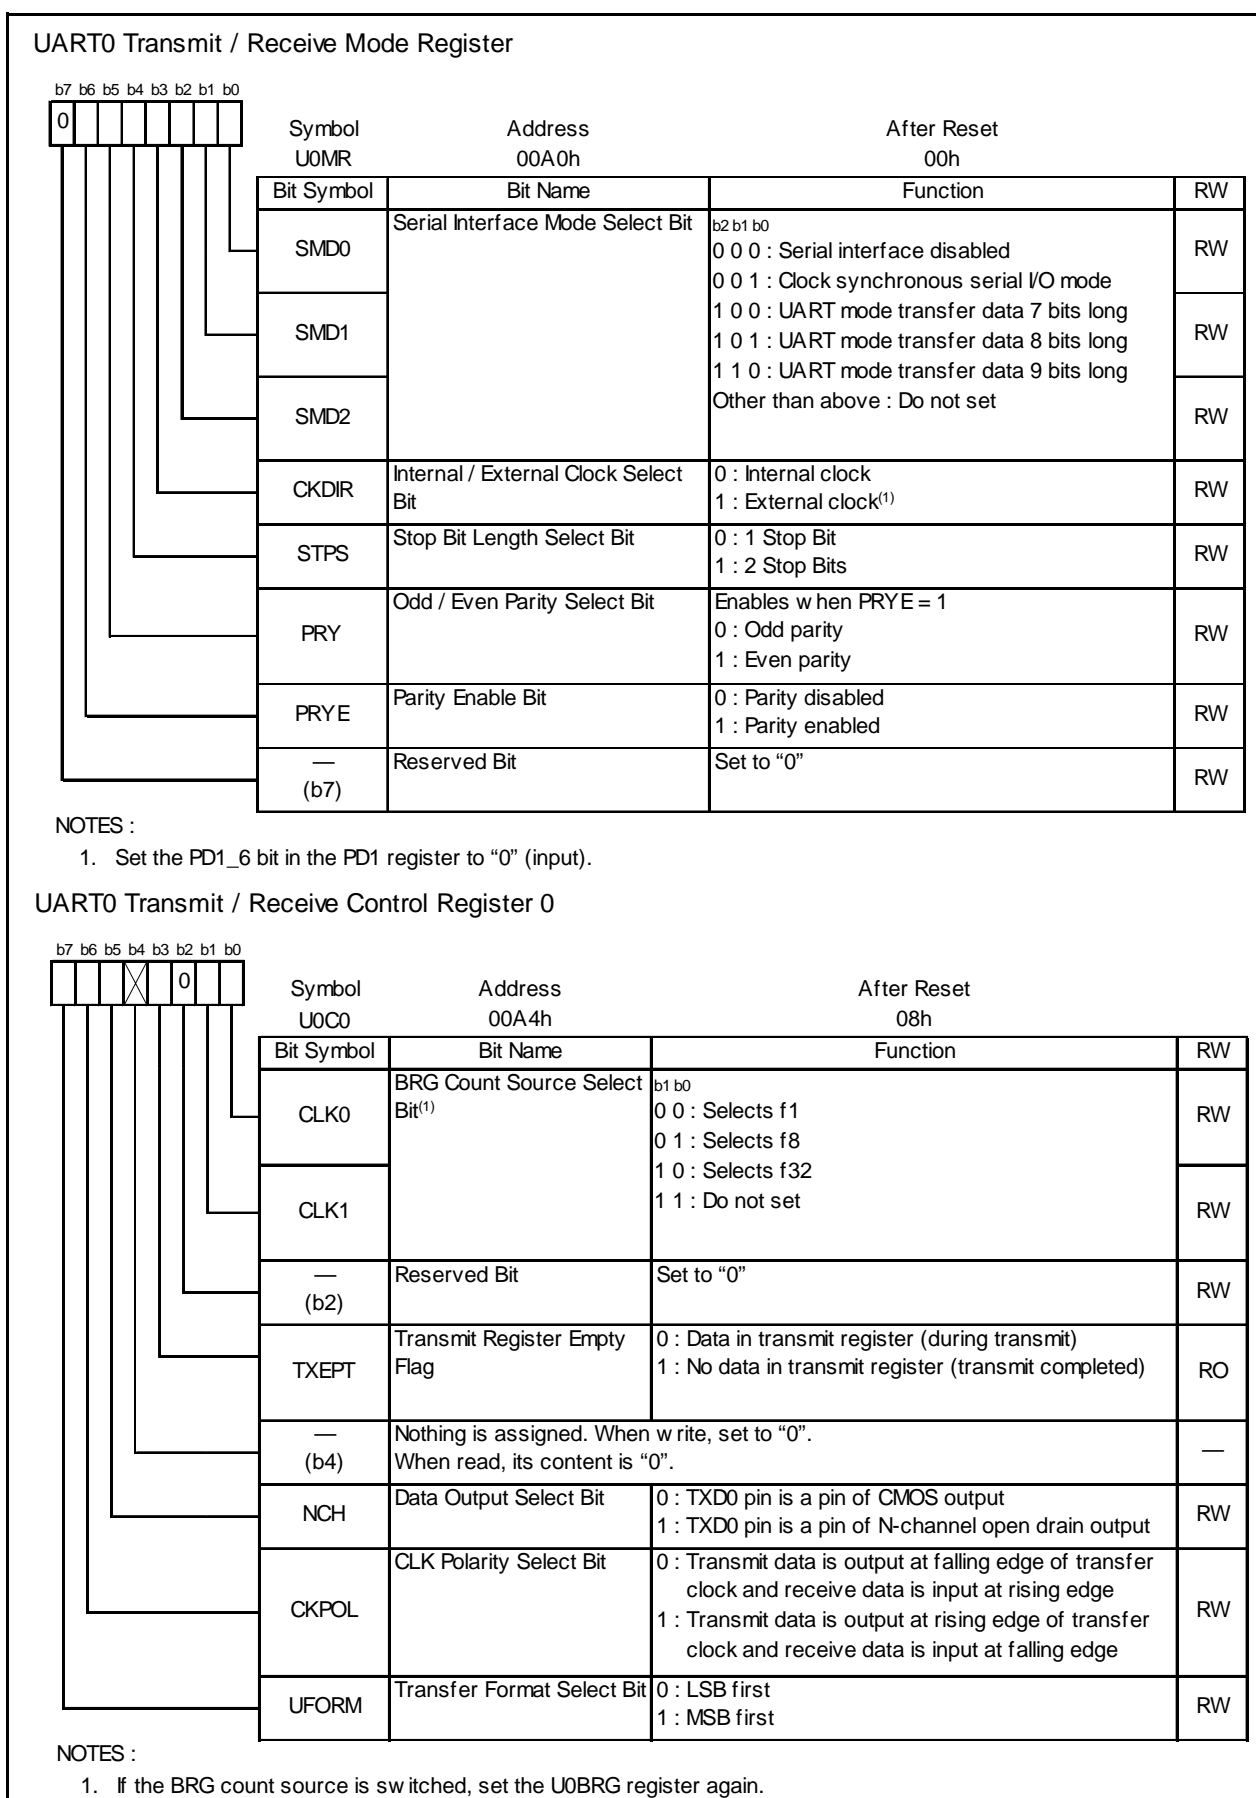 UART0 Transmit / Receive Mode Register
b7 b6 b5 b4 b3 b2 b1 b0
0
Symbol Address After Reset
U0MR 00A0h 00h
Bit Symbol Bit Name Function RW
SMD0 Serial Interface Mode Select Bit b2 b1 b0 RW
0 0 0 : Serial interface disabled
0 0 1 : Clock synchronous serial I/O mode
SMD1 1 0 0 : UART mode transfer data 7 bits long RW
1 0 1 : UART mode transfer data 8 bits long
1 1 0 : UART mode transfer data 9 bits long
SMD2 Other than above : Do not set RW
CKDIR Internal / External Clock Select Bit 0 : Internal clock RW
1 : External clock(1)
STPS Stop Bit Length Select Bit 0 : 1 Stop Bit RW
1 : 2 Stop Bits
PRY Odd / Even Parity Select Bit Enables when PRYE = 1 RW
0 : Odd parity
1 : Even parity
PRYE Parity Enable Bit 0 : Parity disabled RW
1 : Parity enabled
— (b7) Reserved Bit Set to “0” RW
NOTES :
1. Set the PD1_6 bit in the PD1 register to “0” (input).
UART0 Transmit / Receive Control Register 0
b7 b6 b5 b4 b3 b2 b1 b0
0
Symbol Address After Reset
U0C0 00A4h 08h
Bit Symbol Bit Name Function RW
CLK0 BRG Count Source Select Bit(1) b1 b0 RW
0 0 : Selects f1
0 1 : Selects f8
1 0 : Selects f32
CLK1 1 1 : Do not set RW
— (b2) Reserved Bit Set to “0” RW
TXEPT Transmit Register Empty Flag 0 : Data in transmit register (during transmit) RO
1 : No data in transmit register (transmit completed)
— (b4) Nothing is assigned. When write, set to “0”. —
When read, its content is “0”.
NCH Data Output Select Bit 0 : TXD0 pin is a pin of CMOS output RW
1 : TXD0 pin is a pin of N-channel open drain output
CKPOL CLK Polarity Select Bit 0 : Transmit data is output at falling edge of transfer RW
clock and receive data is input at rising edge
1 : Transmit data is output at rising edge of transfer
clock and receive data is input at falling edge
UFORM Transfer Format Select Bit 0 : LSB first RW
1 : MSB first
NOTES :
1. If the BRG count source is switched, set the U0BRG register again.